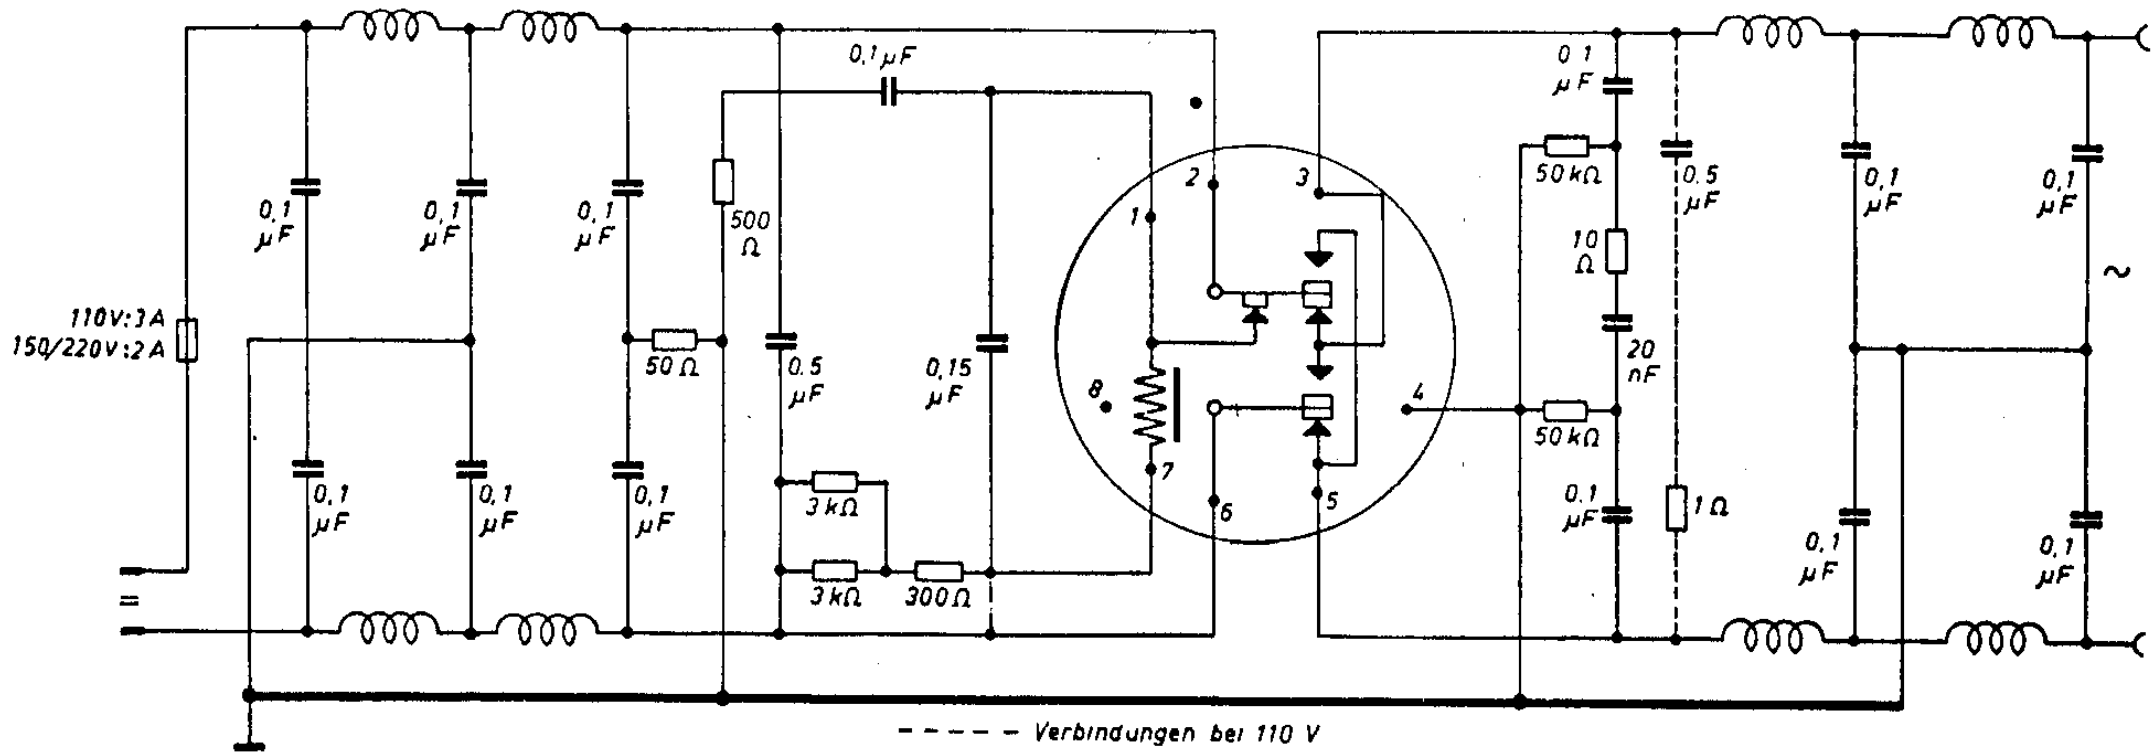 0,1 µF
0 1
µF
2
3
50 kΩ
0.5
µF
0,1
µF
0,1
µF
0,1
µF
0,1
µF
0,1
µF
500
Ω
1
10
Ω
~
110V:3A
150/220V:2A
50 Ω
0.5
µF
0,15
µF
8
4
20
nF
50 kΩ
7
0,1
µF
0,1
µF
0,1
µF
3 kΩ
6
5
0.1
µF
1 Ω
0,1
µF
0,1
µF
=
3 kΩ
300 Ω
Verbindungen bei 110 V